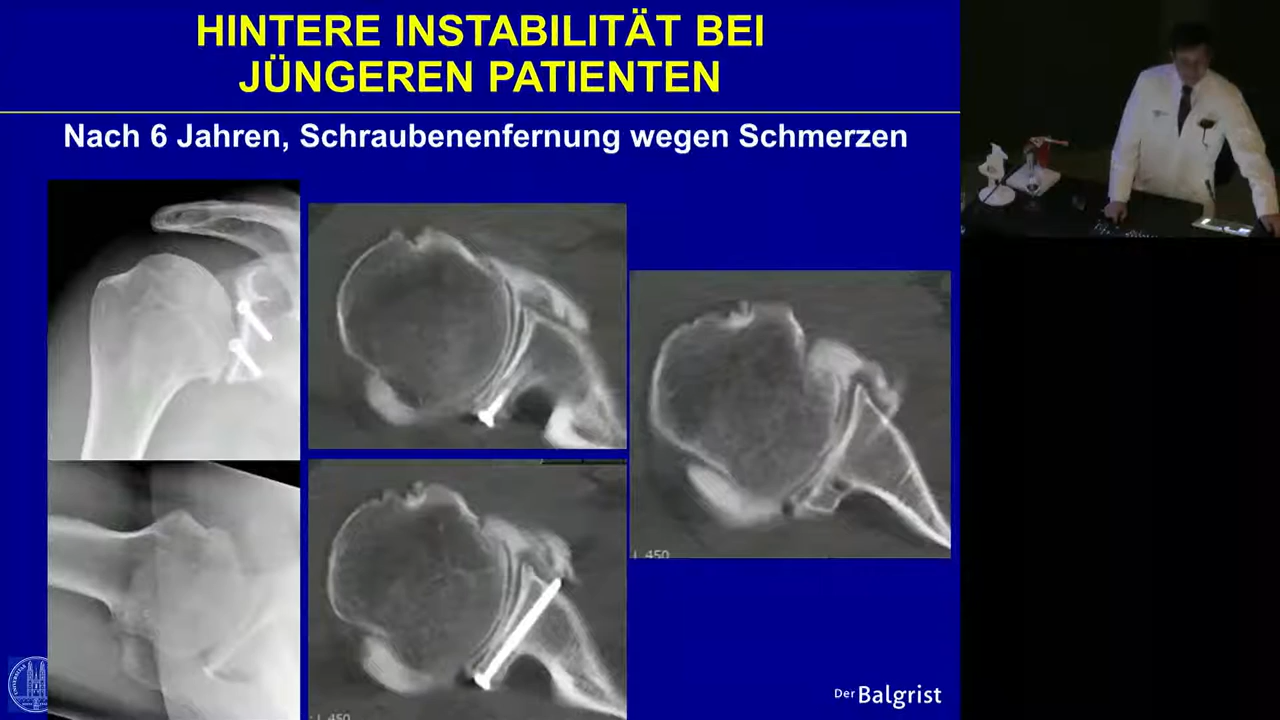 HINTERE INSTABILITÄT BEI
JÜNGEREN PATIENTEN
Nach 6 Jahren, Schraubenenfernung wegen Schmerzen
L 450
L 450
Der Balgrist